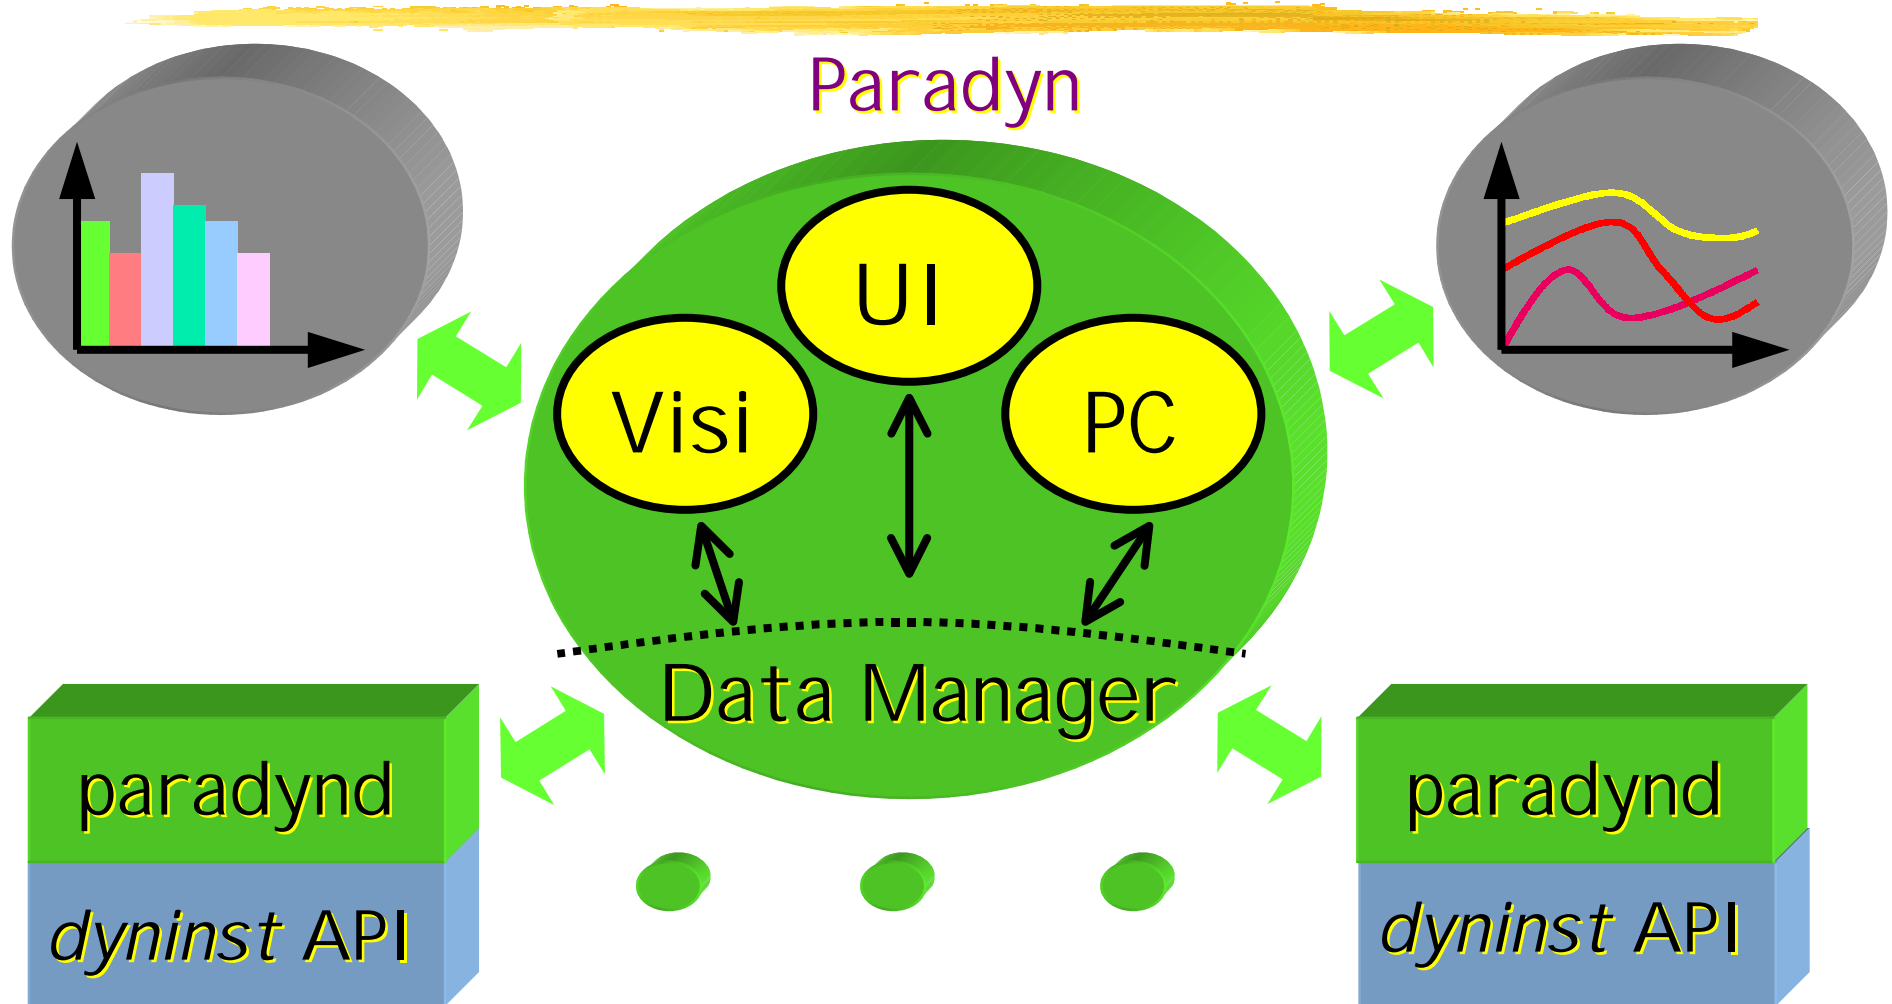 Paradyn
UI
Visi
PC
Data Manager
paradynd
paradynd
dyninst API
dyninst API